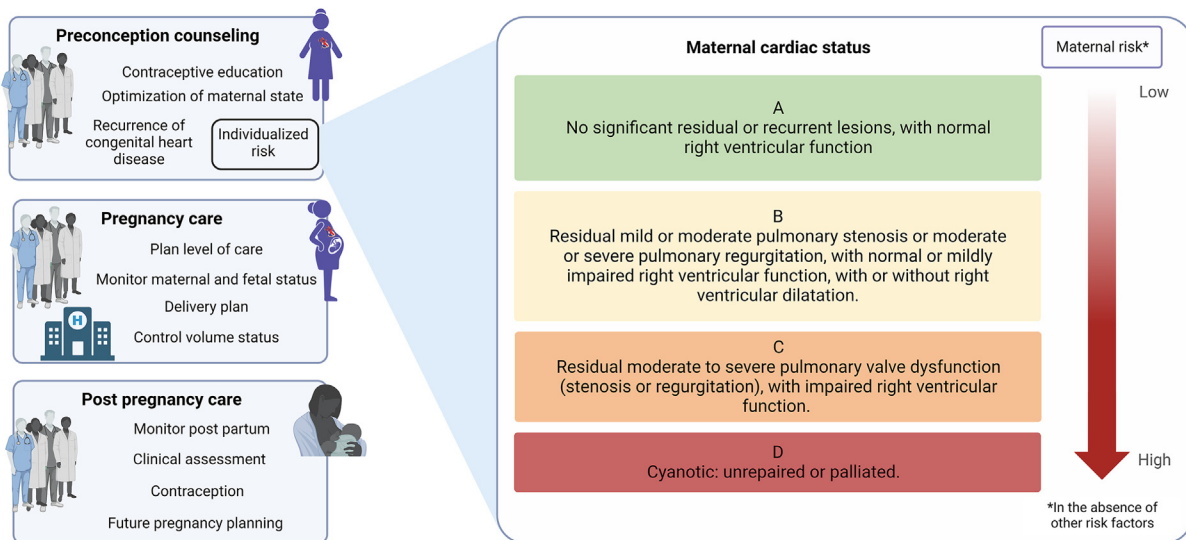 Preconception counseling
Contraceptive education
Optimization of maternal state
Recurrence of
congenital heart
disease
Individualized
risk
Pregnancy care
Plan level of care
Monitor maternal and fetal status
Delivery plan
H
Control volume status
Post pregnancy care
Monitor post partum
Clinical assessment
Contraception
Future pregnancy planning
Maternal cardiac status
Maternal risk*
A
No significant residual or recurrent lesions, with normal
right ventricular function
B
Residual mild or moderate pulmonary stenosis or moderate
or severe pulmonary regurgitation, with normal or mildly
impaired right ventricular function, with or without right
ventricular dilatation.
C
Residual moderate to severe pulmonary valve dysfunction
(stenosis or regurgitation), with impaired right ventricular
function.
D
Cyanotic: unrepaired or palliated.
Low
High
*In the absence of
other risk factors